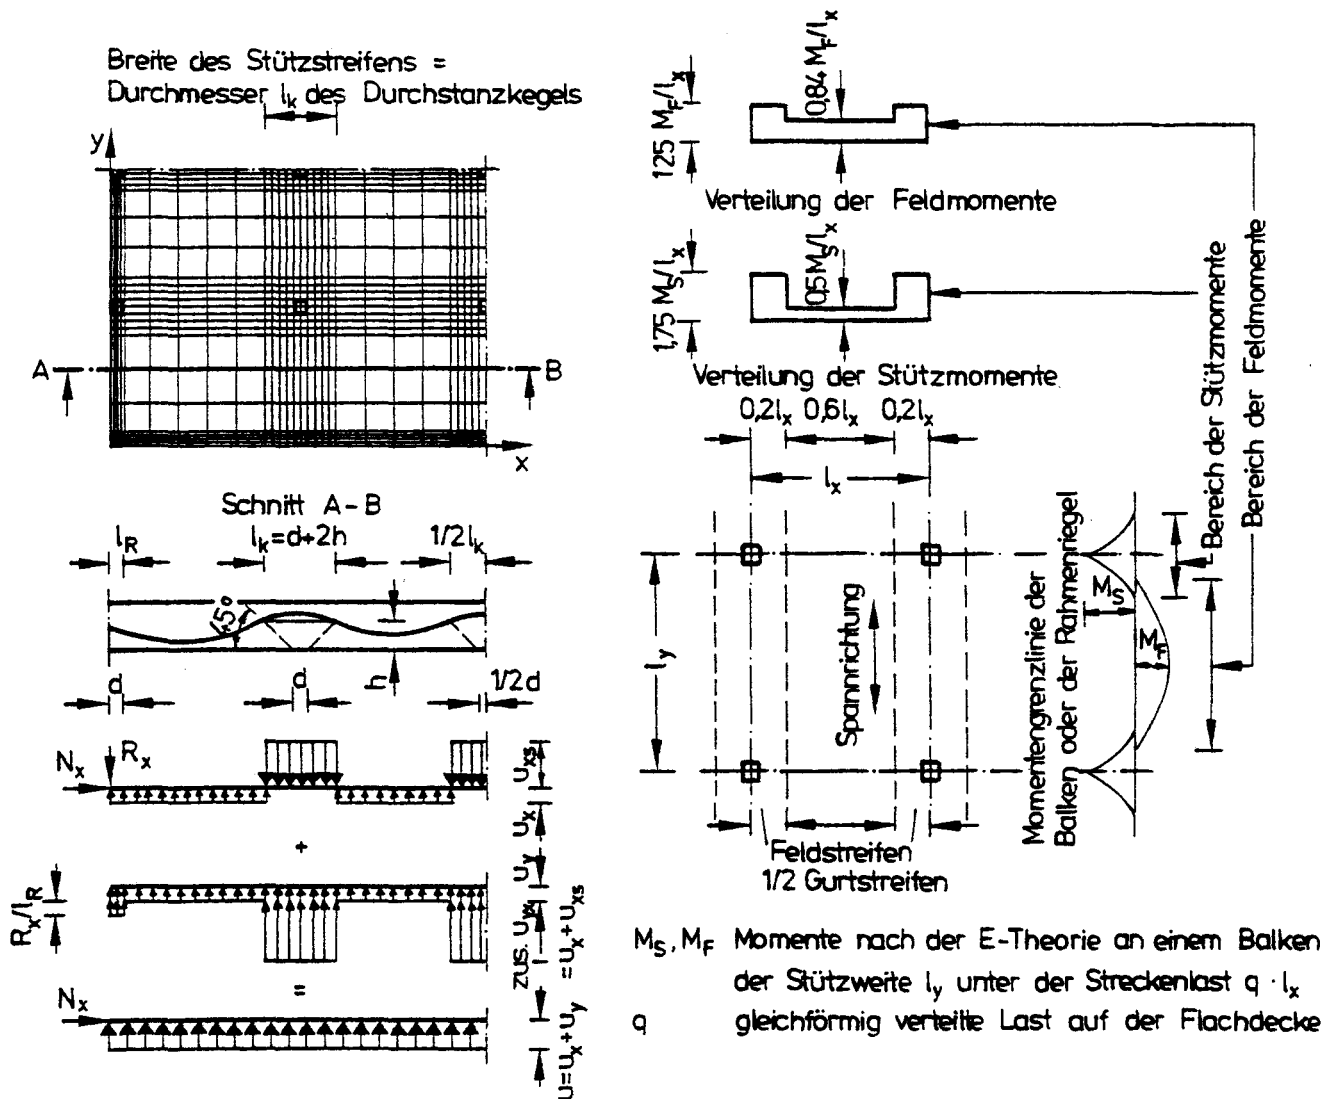 Breite des Stützstreifens =
Durchmesser l_k des Durchstanzkegels
y
A
B
x
Schnitt A-B
l_R
l_k=d+2h
1/2l_k
45°
d
d
h
1/2d
N_x
R_x
u_xs
u_x
+
u_y
R_x/l_R
zus. u_yx
=u_x+u_xs
=
N_x
u=u_x+u_y
1,25 M_F/l_x
0,84 M_F/l_x
Verteilung der Feldmomente
1,75 M_S/l_x
0,5 M_S/l_x
Verteilung der Stützmomente
0,2l_x 0,6l_x 0,2l_x
l_x
l_y
Spannrichtung
Momentengrenzlinie der
Balken oder der Rahmenriegel
M_S
M_F
Bereich der Stützmomente
Bereich der Feldmomente
Feldstreifen
1/2 Gurtstreifen
M_S, M_F Momente nach der E-Theorie an einem Balken
der Stützweite l_y unter der Streckenlast q · l_x
q gleichförmig verteilte Last auf der Flachdecke